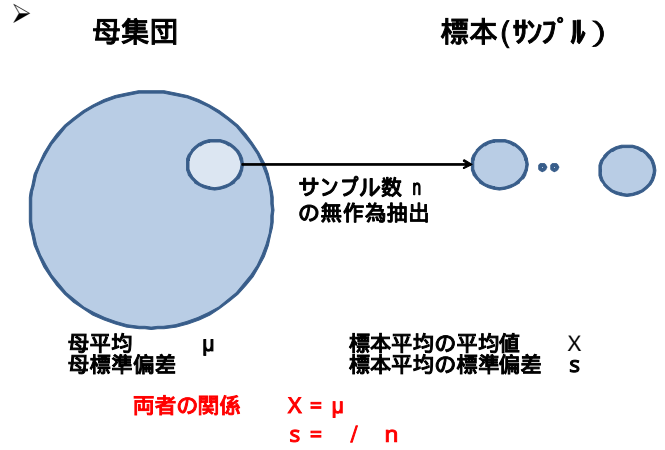 ➢
母集団
標本(ｻﾝﾌﾟﾙ)
サンプル数 n
の無作為抽出
母平均 μ
母標準偏差
標本平均の平均値 X
標本平均の標準偏差 s
両者の関係 X = μ
s = / n